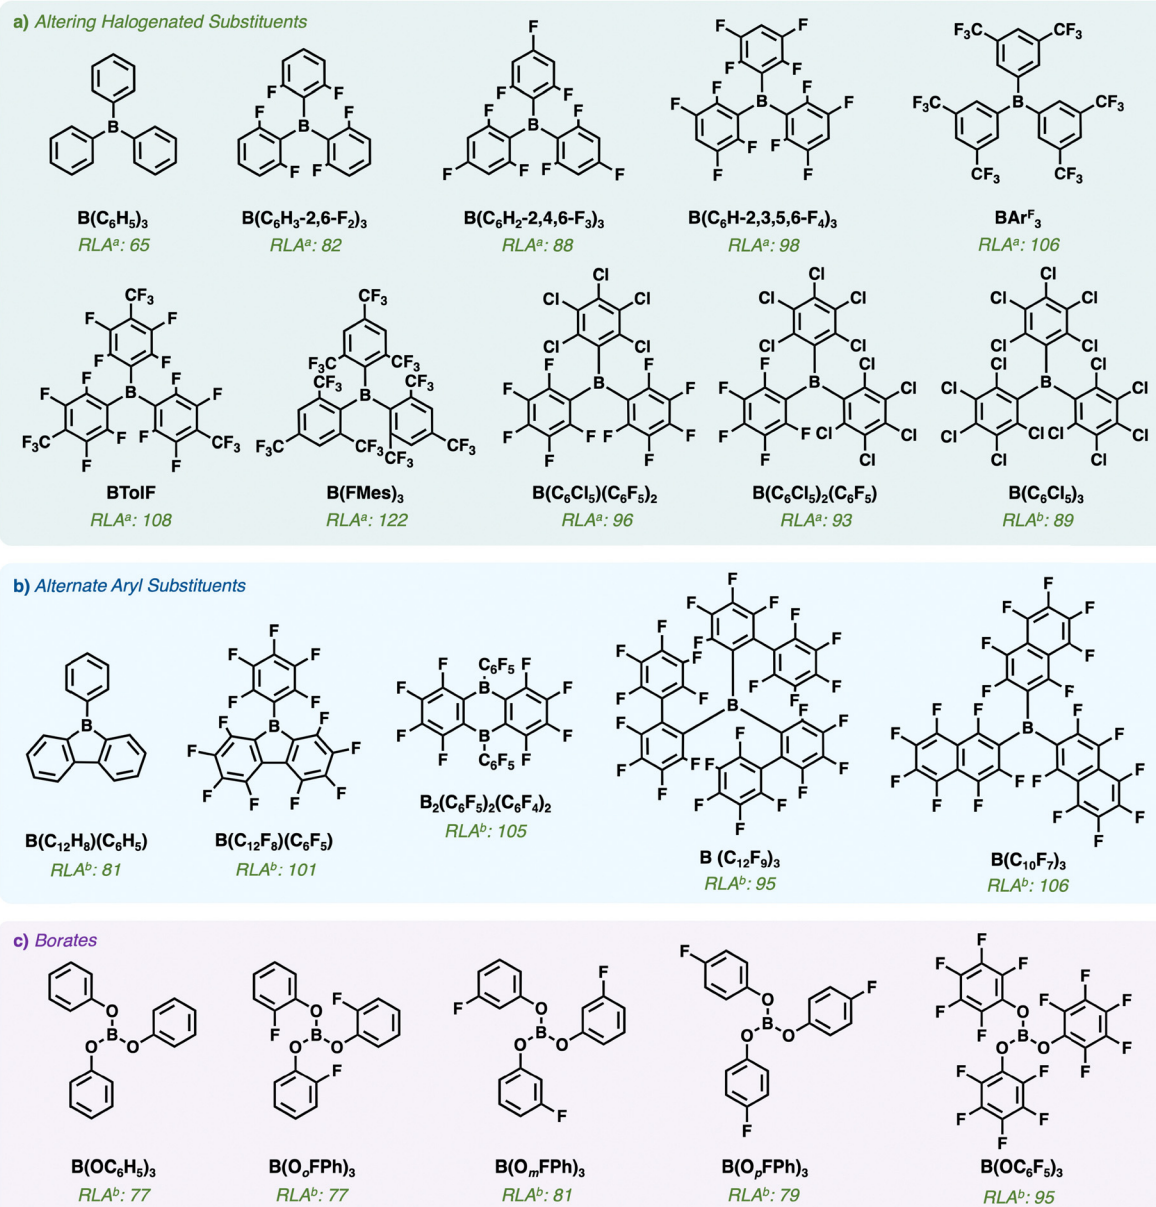 a) Altering Halogenated Substituents
B
B(C₆H₅)₃
RLAᵃ: 65
F F
F B F
F F
B(C₆H₃-2,6-F₂)₃
RLAᵃ: 82
F
F F
F B F
F F F F
B(C₆H₂-2,4,6-F₃)₃
RLAᵃ: 88
F F
F F
F F B F F
F F
F F
B(C₆H-2,3,5,6-F₄)₃
RLAᵃ: 98
F₃C CF₃
F₃C B CF₃
CF₃ CF₃
BArᶠ₃
RLAᵃ: 106
CF₃
F F
F F
F F B F F
F₃C F F CF₃
F F
BTolF
RLAᵃ: 108
CF₃
F₃C CF₃
CF₃ B CF₃
F₃C CF₃ CF₃ CF₃
B(FMes)₃
RLAᵃ: 122
Cl
Cl Cl
Cl Cl
F F
F B F
F F F F
F F
B(C₆Cl₅)(C₆F₅)₂
RLAᵃ: 96
Cl
Cl Cl
Cl Cl
F Cl
F B Cl
F F Cl Cl
F Cl
B(C₆Cl₅)₂(C₆F₅)
RLAᵃ: 93
Cl
Cl Cl
Cl Cl
Cl Cl
Cl B Cl
Cl Cl Cl Cl
Cl Cl
B(C₆Cl₅)₃
RLAᵇ: 89
b) Alternate Aryl Substituents
B
B(C₁₂H₈)(C₆H₅)
RLAᵇ: 81
F
F F
F F
F B F
F F
F F F F
B(C₁₂F₈)(C₆F₅)
RLAᵇ: 101
F C₆F₅ F
F B F
F B F
F C₆F₅ F
B₂(C₆F₅)₂(C₆F₄)₂
RLAᵇ: 105
F
F F
F F F
F F F
F F F F
F B F F
F F F
F F F F
F F F F
F
B (C₁₂F₉)₃
RLAᵇ: 95
F
F F
F F
F F
F F B F
F F F
F F F F F
F F F F
F
B(C₁₀F₇)₃
RLAᵇ: 106
c) Borates
O
B
O O
B(OC₆H₅)₃
RLAᵇ: 77
O F
F B
O O
F
B(OₒFPh)₃
RLAᵇ: 77
F
F O
B
O O
F
B(OₘFPh)₃
RLAᵇ: 81
F
O F
B
O O
F
B(OₚFPh)₃
RLAᵇ: 79
F
F F
F O F F
F B F
O O F
F F F
F F
F
B(OC₆F₅)₃
RLAᵇ: 95